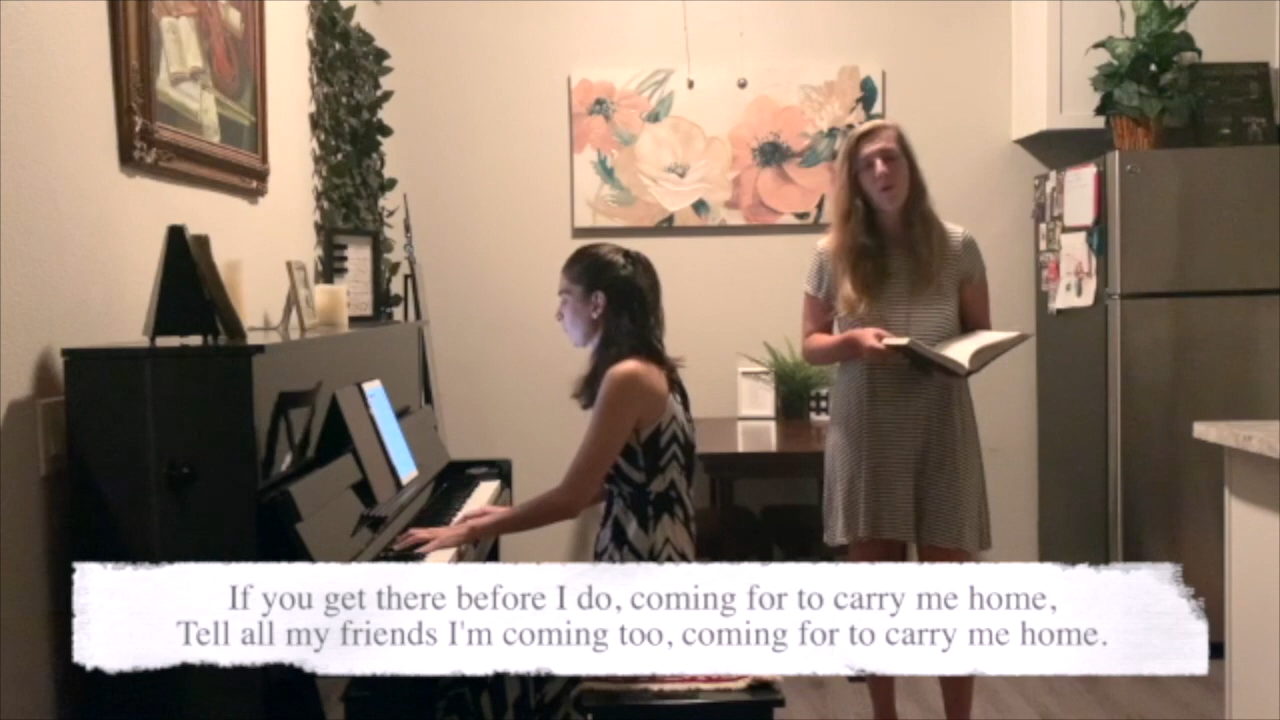 If you get there before I do, coming for to carry me home,
Tell all my friends I'm coming too, coming for to carry me home.